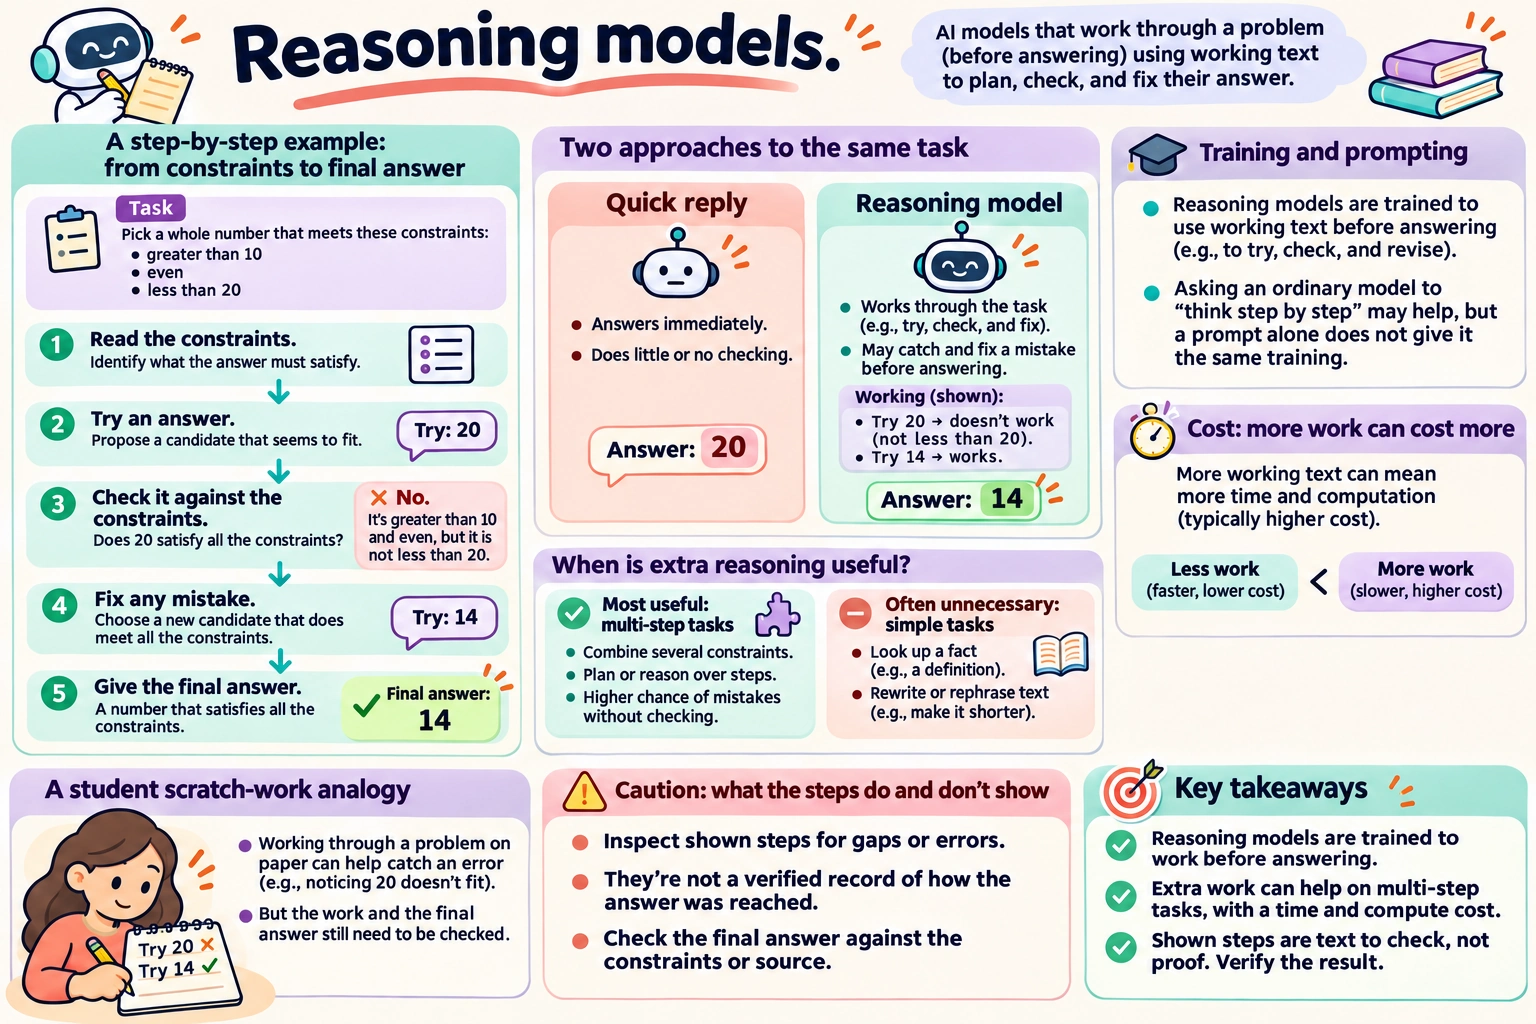 Reasoning models.
AI models that work through a problem
(before answering) using working text
to plan, check, and fix their answer.
A step-by-step example:
from constraints to final answer
Task
Pick a whole number that meets these constraints:
• greater than 10
• even
• less than 20
1
Read the constraints.
Identify what the answer must satisfy.
2
Try an answer.
Propose a candidate that seems to fit.
Try: 20
3
Check it against the
constraints.
Does 20 satisfy all the constraints?
✕ No.
It's greater than 10
and even, but it is
not less than 20.
4
Fix any mistake.
Choose a new candidate that does
meet all the constraints.
Try: 14
5
Give the final answer.
A number that satisfies all the
constraints.
Final answer:
14
Two approaches to the same task
Quick reply
• Answers immediately.
• Does little or no checking.
Answer: 20
Reasoning model
• Works through the task
(e.g., try, check, and fix).
• May catch and fix a mistake
before answering.
Working (shown):
• Try 20 → doesn't work
(not less than 20).
• Try 14 → works.
Answer: 14
When is extra reasoning useful?
Most useful:
multi-step tasks
• Combine several constraints.
• Plan or reason over steps.
• Higher chance of mistakes
without checking.
Often unnecessary:
simple tasks
• Look up a fact
(e.g., a definition).
• Rewrite or rephrase text
(e.g., make it shorter).
Training and prompting
• Reasoning models are trained to
use working text before answering
(e.g., to try, check, and revise).
• Asking an ordinary model to
“think step by step” may help, but
a prompt alone does not give it
the same training.
Cost: more work can cost more
More working text can mean
more time and computation
(typically higher cost).
Less work
(faster, lower cost)
<
More work
(slower, higher cost)
A student scratch-work analogy
• Working through a problem on
paper can help catch an error
(e.g., noticing 20 doesn't fit).
• But the work and the final
answer still need to be checked.
Try 20 ✕
Try 14 ✓
Caution: what the steps do and don't show
• Inspect shown steps for gaps or errors.
• They're not a verified record of how the
answer was reached.
• Check the final answer against the
constraints or source.
Key takeaways
Reasoning models are trained to
work before answering.
Extra work can help on multi-step
tasks, with a time and compute cost.
Shown steps are text to check, not
proof. Verify the result.